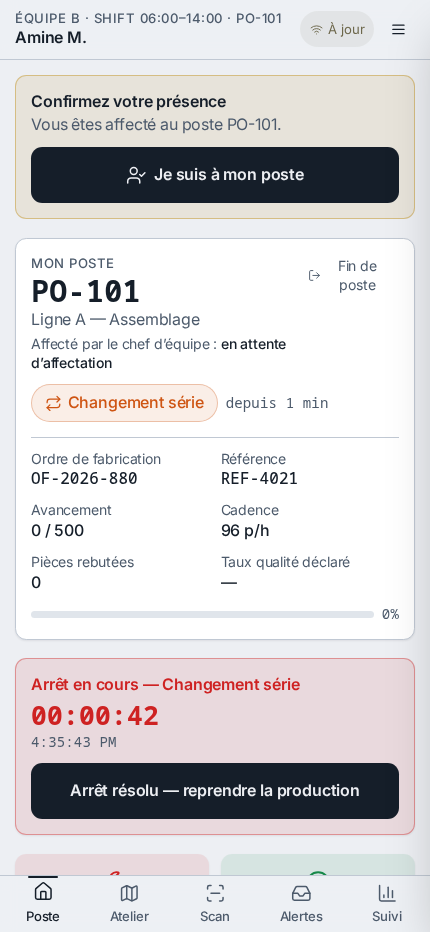 ÉQUIPE B · SHIFT 06:00–14:00 · PO-101
Amine M.
À jour
Confirmez votre présence
Vous êtes affecté au poste PO-101.
Je suis à mon poste
MON POSTE
PO-101
Ligne A — Assemblage
Affecté par le chef d'équipe : en attente
d'affectation
Fin de
poste
Changement série
depuis 1 min
Ordre de fabrication
OF-2026-880
Référence
REF-4021
Avancement
0 / 500
Cadence
96 p/h
Pièces rebutées
0
Taux qualité déclaré
—
0%
Arrêt en cours — Changement série
00:00:42
4:35:43 PM
Arrêt résolu — reprendre la production
Poste
Atelier
Scan
Alertes
Suivi